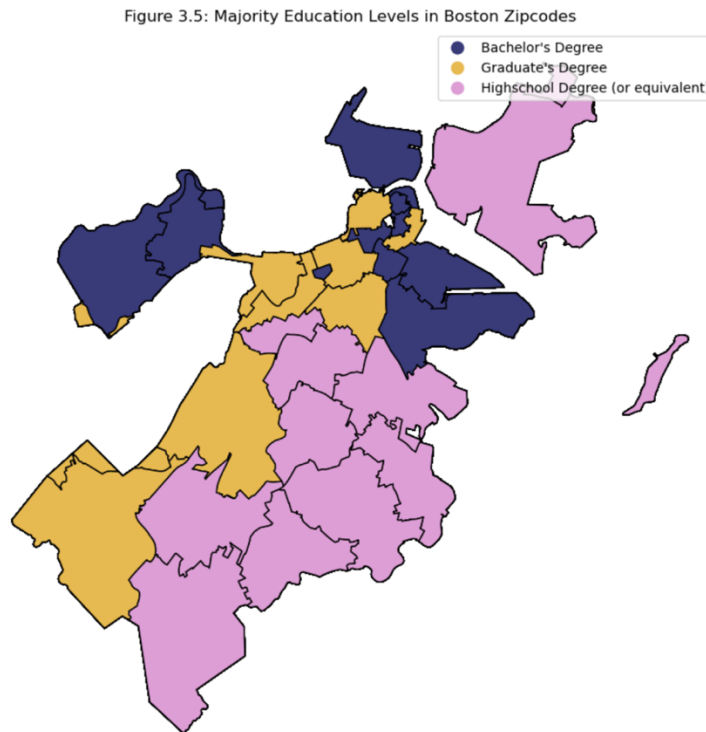 Figure 3.5: Majority Education Levels in Boston Zipcodes
Bachelor's Degree
Graduate's Degree
Highschool Degree (or equivalent)